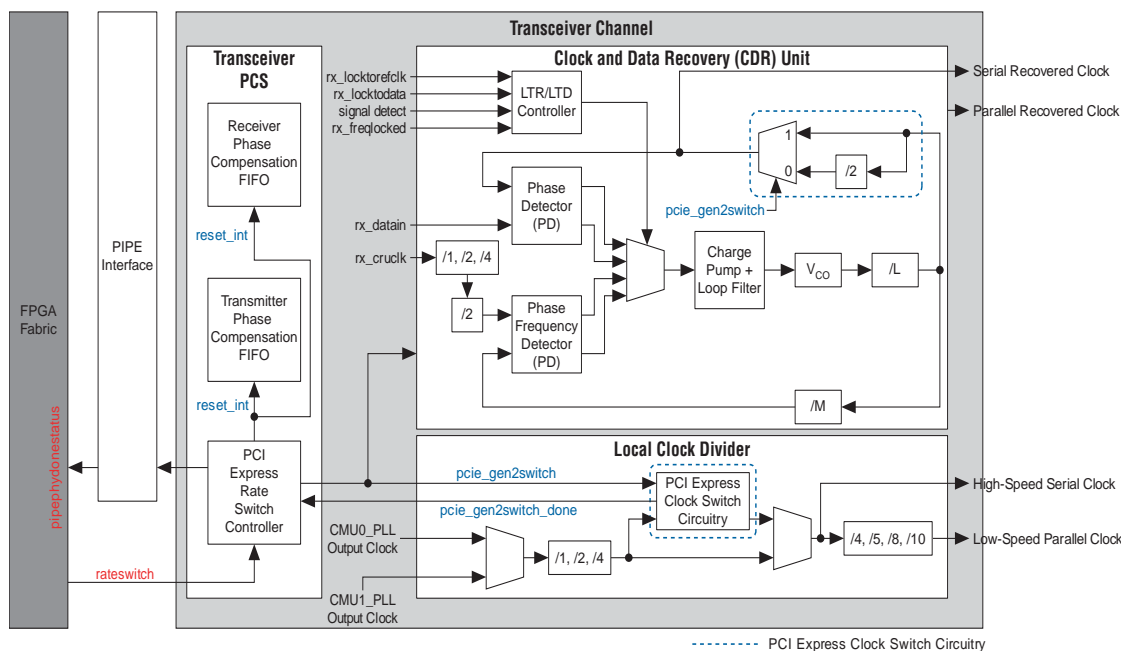 Transceiver Channel
Transceiver
PCS
Clock and Data Recovery (CDR) Unit
rx_locktorefclk
rx_locktodata
signal detect
rx_freqlocked
LTR/LTD
Controller
Serial Recovered Clock
Parallel Recovered Clock
Receiver
Phase
Compensation
FIFO
1
0
/2
pcie_gen2switch
reset_int
rx_datain
Phase
Detector
(PD)
rx_cruclk
/1, /2, /4
/2
Phase
Frequency
Detector
(PD)
Charge
Pump +
Loop Filter
VCO
/L
/M
PIPE
Interface
FPGA
Fabric
Transmitter
Phase
Compensation
FIFO
reset_int
pipephydonestatus
PCI
Express
Rate
Switch
Controller
rateswitch
Local Clock Divider
pcie_gen2switch
pcie_gen2switch_done
PCI Express
Clock Switch
Circuitry
CMU0_PLL
Output Clock
CMU1_PLL
Output Clock
/1, /2, /4
/4, /5, /8, /10
High-Speed Serial Clock
Low-Speed Parallel Clock
PCI Express Clock Switch Circuitry